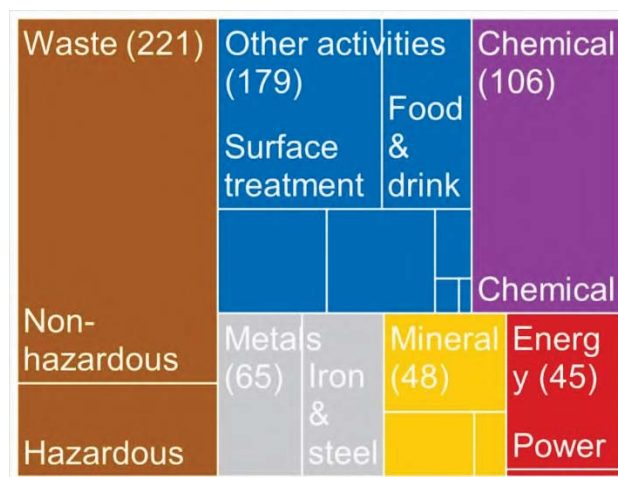 Waste (221)
Non-
hazardous
Hazardous
Other activities
(179)
Surface
treatment
Food
&
drink
Chemical
(106)
Chemical
Metals
(65)
Iron
&
steel
Mineral
(48)
Energ
y (45)
Power